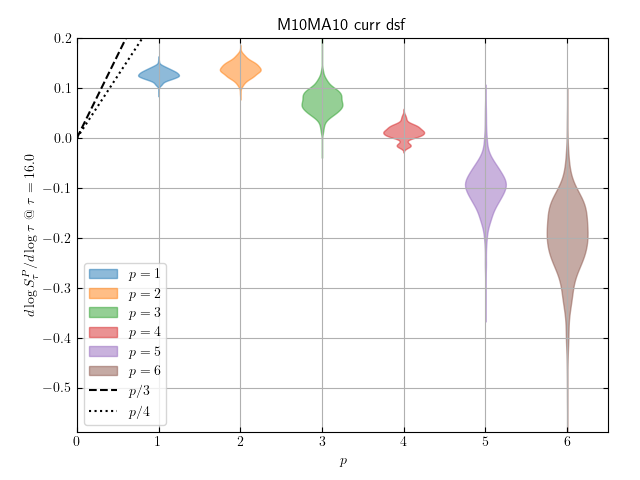 M10MA10 curr dsf
d log S_τ^P / d log τ @ τ = 16.0
0.2
0.1
0.0
−0.1
−0.2
−0.3
−0.4
−0.5
p = 1
p = 2
p = 3
p = 4
p = 5
p = 6
p/3
p/4
0 1 2 3 4 5 6
p